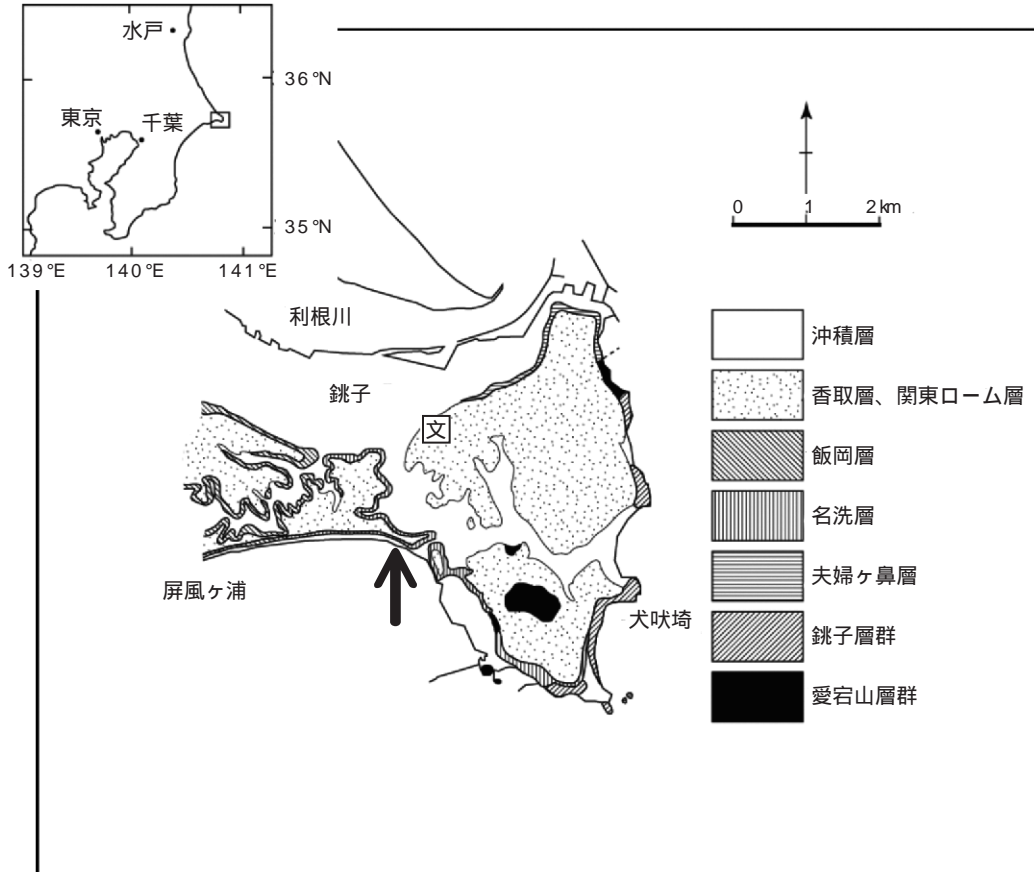 水戸
36°N
東京
千葉
35°N
139°E
140°E
141°E
0
1
2km
利根川
銚子
文
屏風ヶ浦
犬吠埼
沖積層
香取層、関東ローム層
飯岡層
名洗層
夫婦ヶ鼻層
銚子層群
愛宕山層群